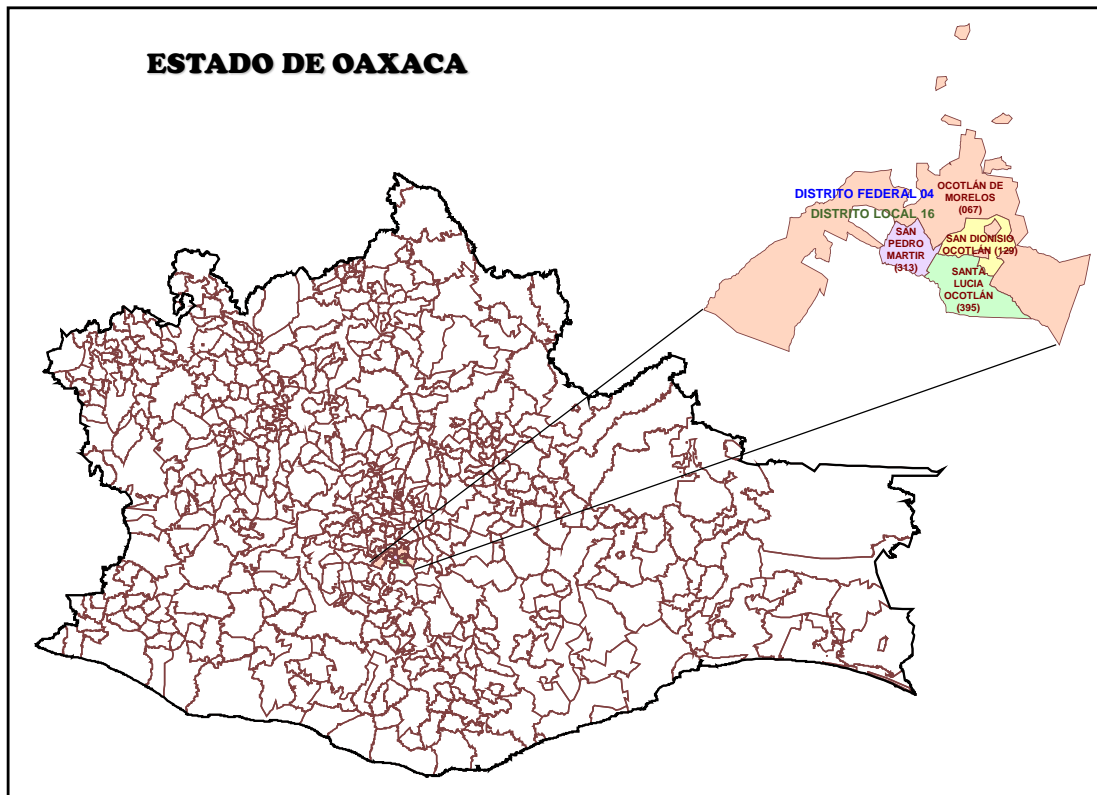 ESTADO DE OAXACA
DISTRITO FEDERAL 04
DISTRITO LOCAL 16
OCOTLÁN DE
MORELOS
(067)
SAN
PEDRO
MARTIR
(313)
SAN DIONISIO
OCOTLÁN (129)
SANTA
LUCIA
OCOTLÁN
(395)